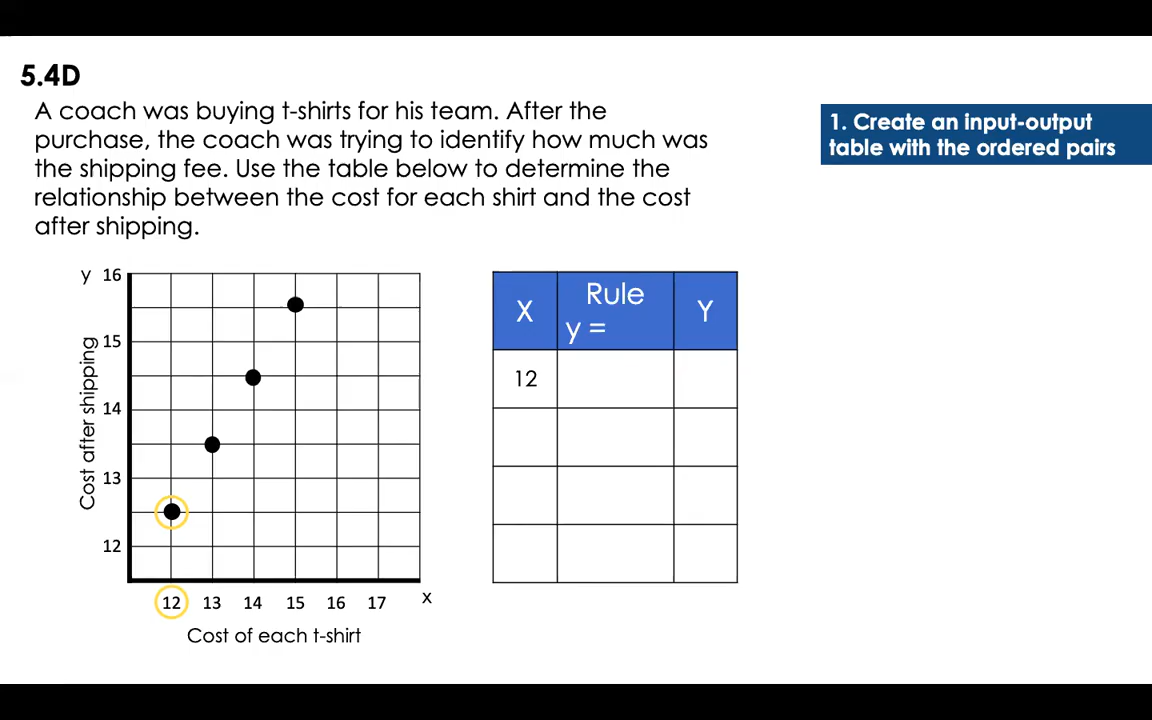 5.4D
A coach was buying t-shirts for his team. After the
purchase, the coach was trying to identify how much was
the shipping fee. Use the table below to determine the
relationship between the cost for each shirt and the cost
after shipping.
1. Create an input-output
table with the ordered pairs
y
16
15
14
13
12
Cost after shipping
12 13 14 15 16 17
x
Cost of each t-shirt
X
Rule
y =
Y
12